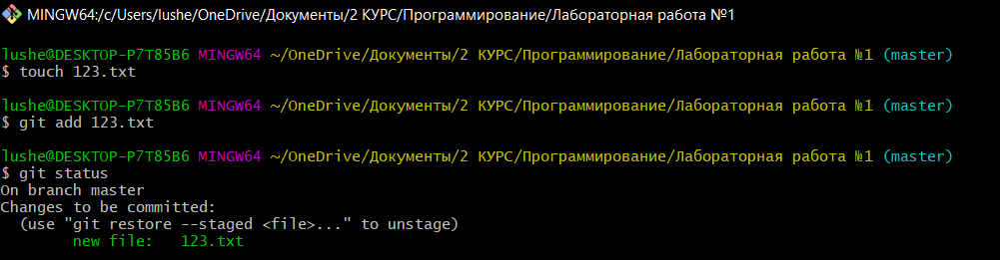 MINGW64:/c/Users/lushe/OneDrive/Документы/2 КУРС/Программирование/Лабораторная работа №1
lushe@DESKTOP-P7T85B6 MINGW64 ~/OneDrive/Документы/2 КУРС/Программирование/Лабораторная работа №1 (master)
$ touch 123.txt
lushe@DESKTOP-P7T85B6 MINGW64 ~/OneDrive/Документы/2 КУРС/Программирование/Лабораторная работа №1 (master)
$ git add 123.txt
lushe@DESKTOP-P7T85B6 MINGW64 ~/OneDrive/Документы/2 КУРС/Программирование/Лабораторная работа №1 (master)
$ git status
On branch master
Changes to be committed:
  (use "git restore --staged <file>..." to unstage)
        new file:   123.txt